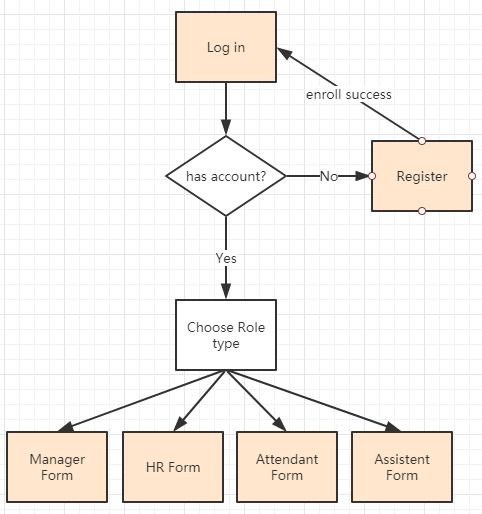 Log in
enroll success
has account?
No
Register
Yes
Choose Role
type
Manager
Form
HR Form
Attendant
Form
Assistent
Form